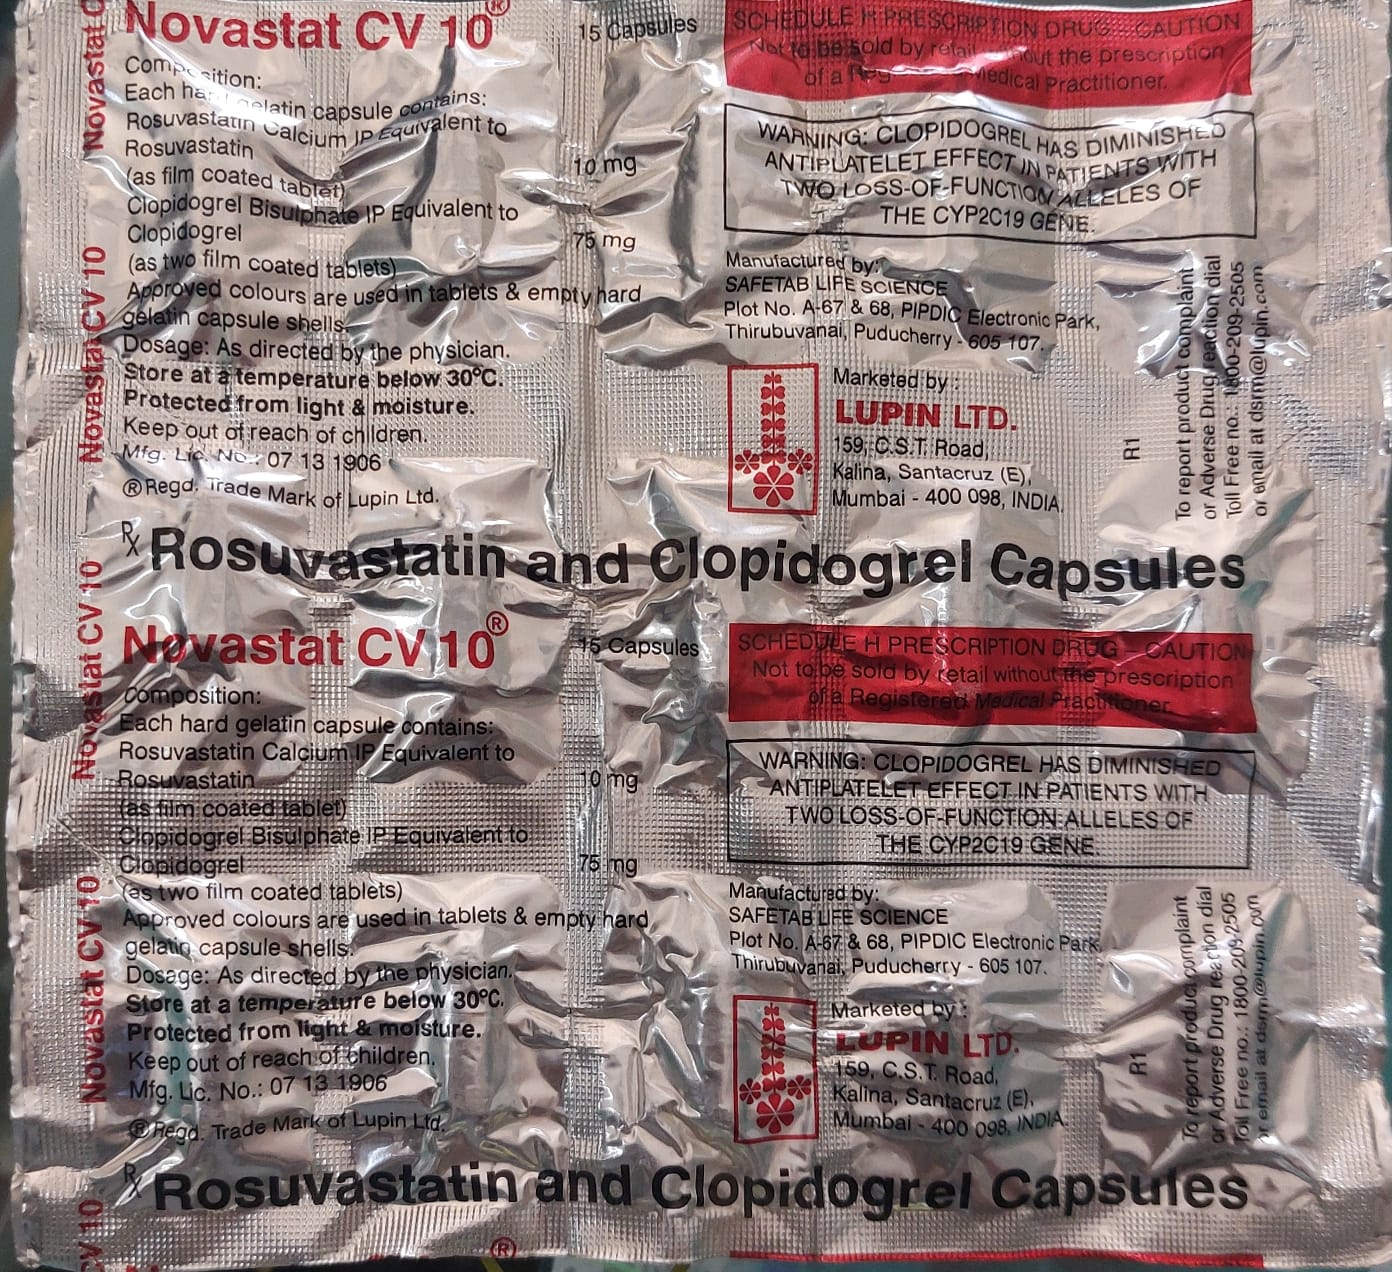 Novastat CV 10®
15 Capsules
Composition:
Each hard gelatin capsule contains:
Rosuvastatin Calcium IP Equivalent to
Rosuvastatin 10 mg
(as film coated tablet)
Clopidogrel Bisulphate IP Equivalent to
Clopidogrel 75 mg
(as two film coated tablets)
Approved colours are used in tablets & empty hard
gelatin capsule shells.
Dosage: As directed by the physician.
Store at a temperature below 30°C.
Protected from light & moisture.
Keep out of reach of children.
Mfg. Lic. No.: 07 13 1906
® Regd. Trade Mark of Lupin Ltd.
SCHEDULE H PRESCRIPTION DRUG - CAUTION
Not to be sold by retail without the prescription
of a Registered Medical Practitioner.
WARNING: CLOPIDOGREL HAS DIMINISHED
ANTIPLATELET EFFECT IN PATIENTS WITH
TWO LOSS-OF-FUNCTION ALLELES OF
THE CYP2C19 GENE.
Manufactured by:
SAFETAB LIFE SCIENCE
Plot No. A-67 & 68, PIPDIC Electronic Park,
Thirubuvanai, Puducherry - 605 107.
Marketed by :
LUPIN LTD.
159, C.S.T. Road,
Kalina, Santacruz (E),
Mumbai - 400 098, INDIA.
R1
To report product complaint
or Adverse Drug reaction dial
Toll Free no.: 1800-209-2505
or email at dsrm@lupin.com
Rx Rosuvastatin and Clopidogrel Capsules
Novastat CV 10®
15 Capsules
Composition:
Each hard gelatin capsule contains:
Rosuvastatin Calcium IP Equivalent to
Rosuvastatin 10 mg
(as film coated tablet)
Clopidogrel Bisulphate IP Equivalent to
Clopidogrel 75 mg
(as two film coated tablets)
Approved colours are used in tablets & empty hard
gelatin capsule shells.
Dosage: As directed by the physician.
Store at a temperature below 30°C.
Protected from light & moisture.
Keep out of reach of children.
Mfg. Lic. No.: 07 13 1906
® Regd. Trade Mark of Lupin Ltd.
SCHEDULE H PRESCRIPTION DRUG - CAUTION
Not to be sold by retail without the prescription
of a Registered Medical Practitioner.
WARNING: CLOPIDOGREL HAS DIMINISHED
ANTIPLATELET EFFECT IN PATIENTS WITH
TWO LOSS-OF-FUNCTION ALLELES OF
THE CYP2C19 GENE.
Manufactured by:
SAFETAB LIFE SCIENCE
Plot No. A-67 & 68, PIPDIC Electronic Park,
Thirubuvanai, Puducherry - 605 107.
Marketed by :
LUPIN LTD.
159, C.S.T. Road,
Kalina, Santacruz (E),
Mumbai - 400 098, INDIA.
R1
To report product complaint
or Adverse Drug reaction dial
Toll Free no.: 1800-209-2505
or email at dsrm@lupin.com
Rx Rosuvastatin and Clopidogrel Capsules
®
CV 10
Novastat CV 10
Novastat CV 10
Novastat CV 10
Novastat C